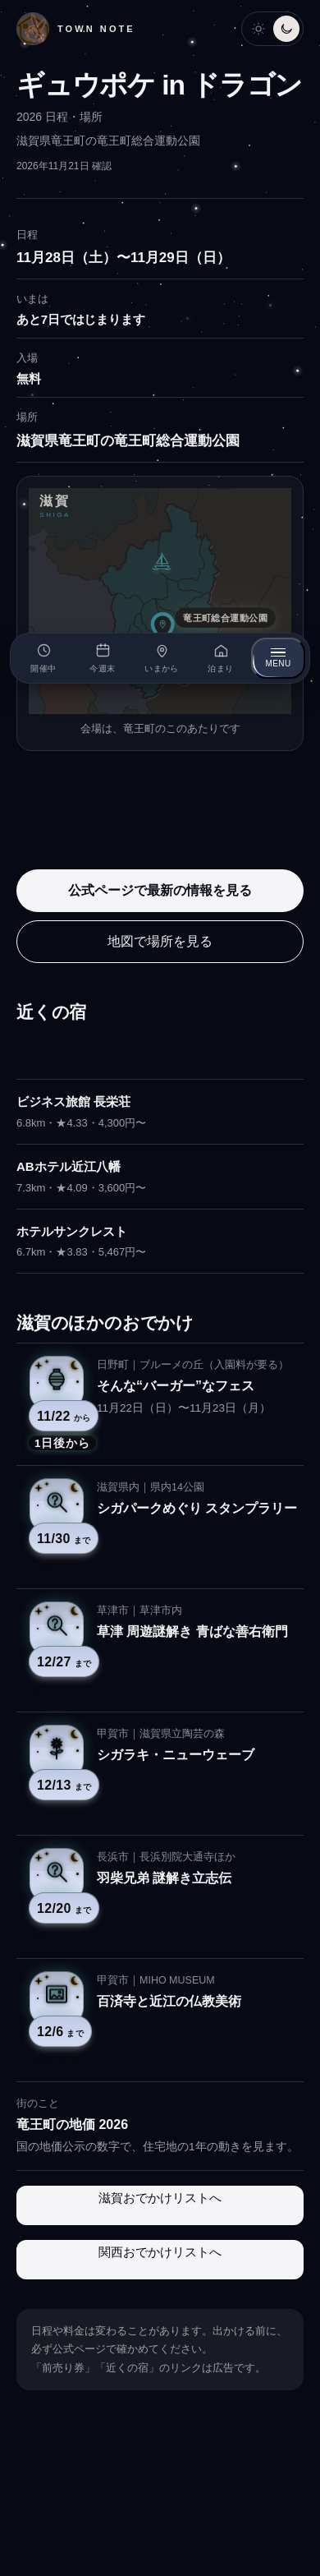 TOWN NOTE
ギュウポケ in ドラゴン
2026 日程・場所
滋賀県竜王町の竜王町総合運動公園
2026年11月21日 確認
日程
11月28日（土）〜11月29日（日）
いまは
あと7日ではじまります
入場
無料
場所
滋賀県竜王町の竜王町総合運動公園
滋賀
SHIGA
竜王町総合運動公園
開催中
今週末
いまから
泊まり
MENU
会場は、竜王町のこのあたりです
公式ページで最新の情報を見る
地図で場所を見る
近くの宿
ビジネス旅館 長栄荘
6.8km・★4.33・4,300円〜
ABホテル近江八幡
7.3km・★4.09・3,600円〜
ホテルサンクレスト
6.7km・★3.83・5,467円〜
滋賀のほかのおでかけ
日野町｜ブルーメの丘（入園料が要る）
そんな“バーガー”なフェス
11月22日（日）〜11月23日（月）
11/22 から
1日後から
滋賀県内｜県内14公園
シガパークめぐり スタンプラリー
11/30 まで
草津市｜草津市内
草津 周遊謎解き 青ばな善右衛門
12/27 まで
甲賀市｜滋賀県立陶芸の森
シガラキ・ニューウェーブ
12/13 まで
長浜市｜長浜別院大通寺ほか
羽柴兄弟 謎解き立志伝
12/20 まで
甲賀市｜MIHO MUSEUM
百済寺と近江の仏教美術
12/6 まで
街のこと
竜王町の地価 2026
国の地価公示の数字で、住宅地の1年の動きを見ます。
滋賀おでかけリストへ
関西おでかけリストへ
日程や料金は変わることがあります。出かける前に、
必ず公式ページで確かめてください。
「前売り券」「近くの宿」のリンクは広告です。